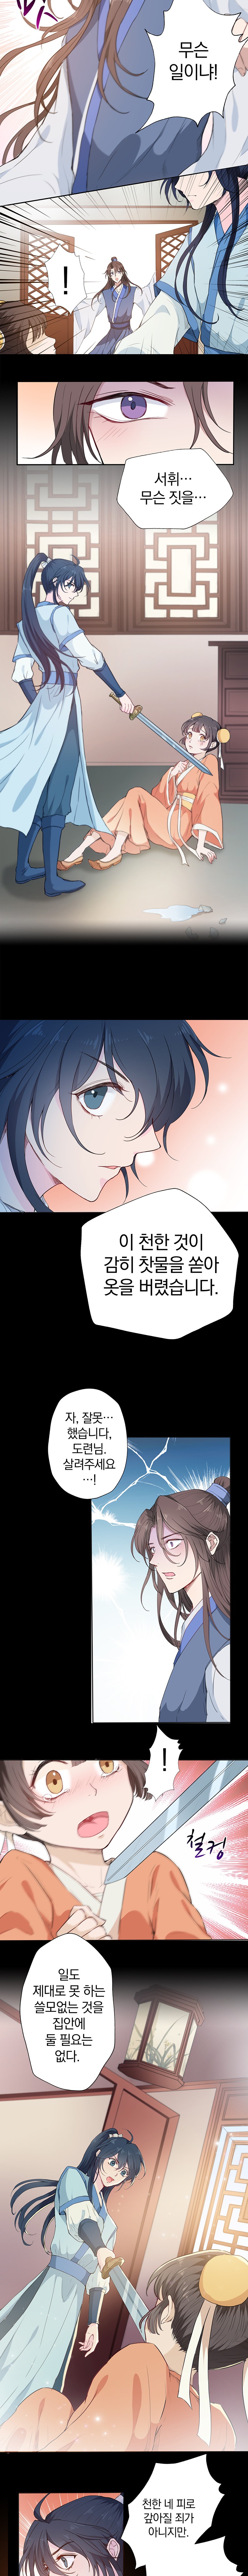 무슨
일이냐!
!
서휘…
무슨 짓을…
이 천한 것이
감히 찻물을 쏟아
옷을 버렸습니다.
자, 잘못…
했습니다,
도련님.
살려주세요
…!
!
철컹
일도
제대로 못 하는
쓸모없는 것을
집안에
둘 필요는
없다.
천한 네 피로
갚아질 죄가
아니지만.